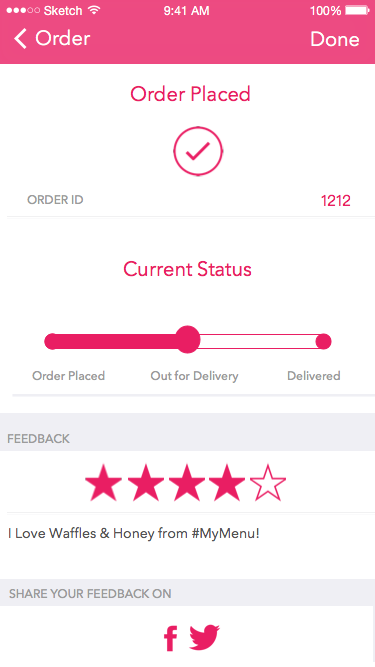 Sketch 9:41 AM 100%
Order Done
Order Placed
ORDER ID 1212
Current Status
Order Placed Out for Delivery Delivered
FEEDBACK
I Love Waffles & Honey from #MyMenu!
SHARE YOUR FEEDBACK ON